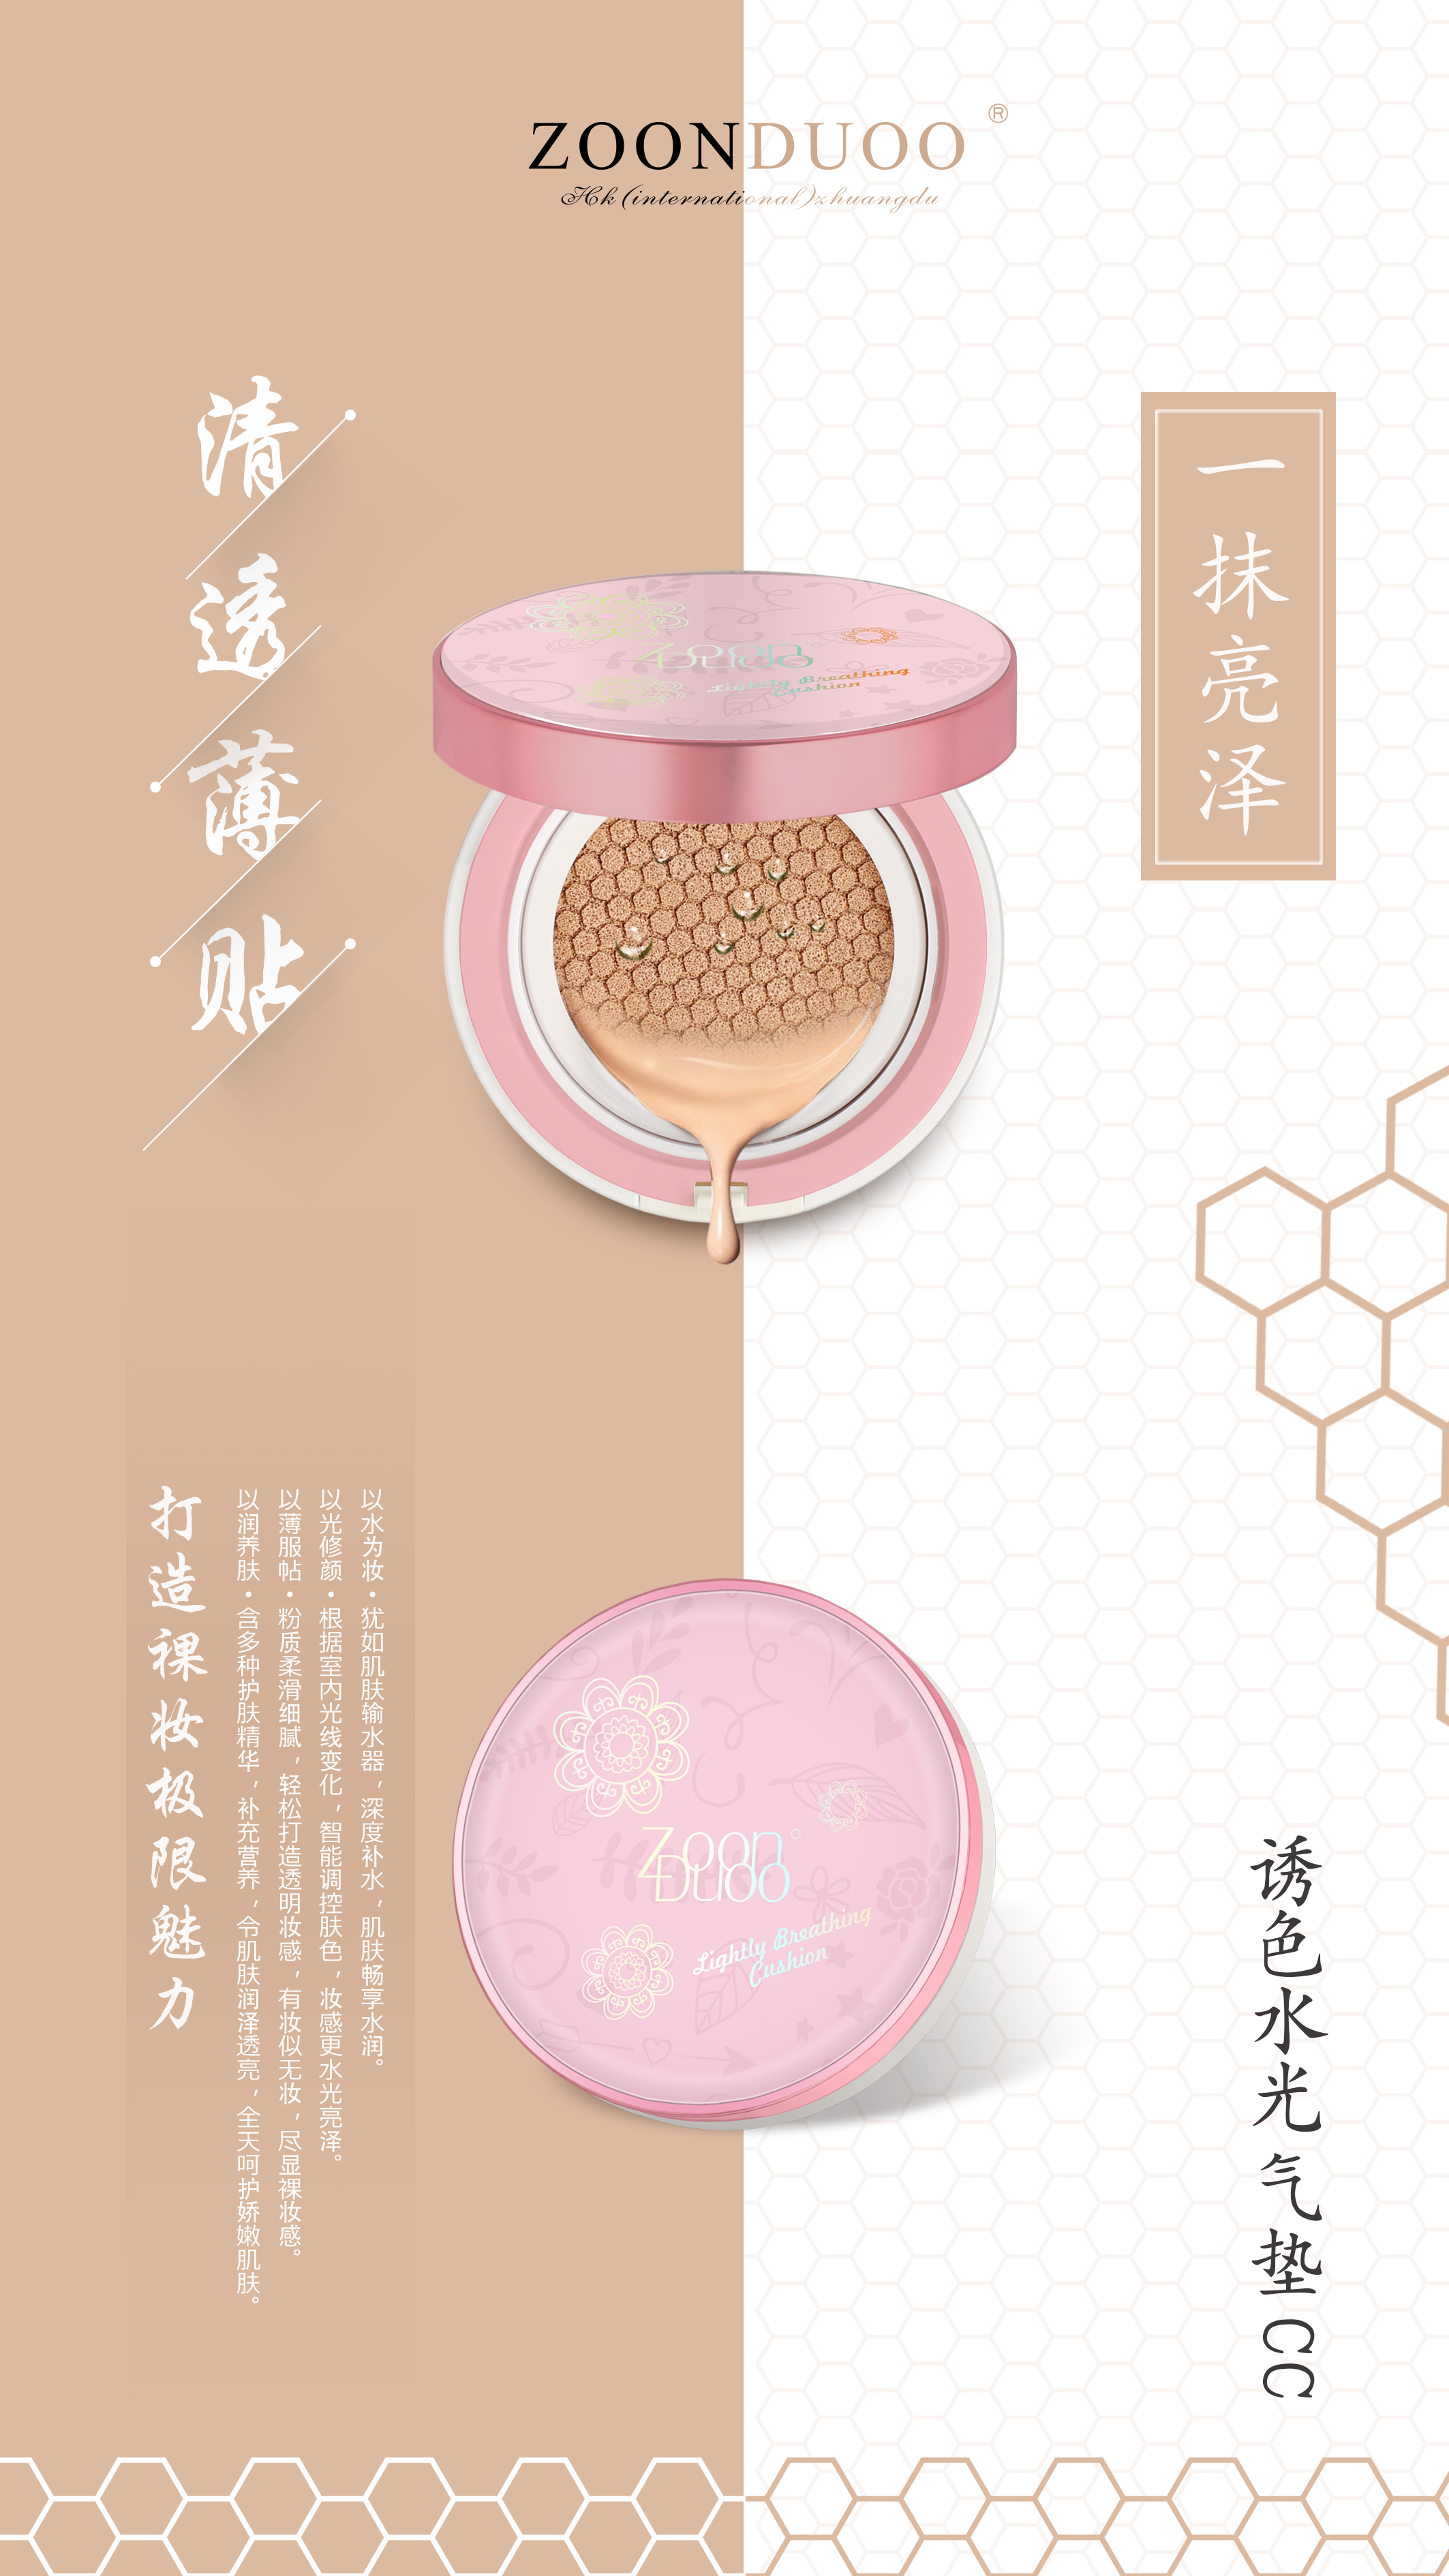 ZOONDUOO®
Hk(international)zhuangdu
清透薄贴
一抹亮泽
Zoon
Duoo
Lightly Breathing
Cushion
以水为妆·犹如肌肤输水器,深度补水,肌肤畅享水润。
以光修颜·根据室内光线变化,智能调控肤色,妆感更水光亮泽。
以薄服帖·粉质柔滑细腻,轻松打造透明妆感,有妆似无妆,尽显裸妆感。
以润养肤·含多种护肤精华,补充营养,令肌肤润泽透亮,全天呵护娇嫩肌肤。
打造裸妆极限魅力
Zoon
Duoo
Lightly Breathing
Cushion
诱色水光气垫CC